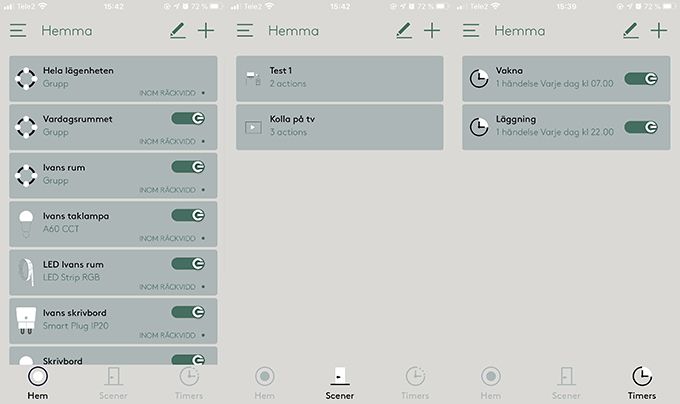 Tele2 15:42 72 %
Hemma
Hela lägenheten
Grupp
INOM RÄCKVIDD
Vardagsrummet
Grupp
INOM RÄCKVIDD
Ivans rum
Grupp
INOM RÄCKVIDD
Ivans taklampa
A60 CCT
INOM RÄCKVIDD
LED Ivans rum
LED Strip RGB
INOM RÄCKVIDD
Ivans skrivbord
Smart Plug IP20
INOM RÄCKVIDD
Skrivbord
Hem Scener Timers
Tele2 15:42 72 %
Hemma
Test 1
2 actions
Kolla på tv
3 actions
Hem Scener Timers
Tele2 15:39 73 %
Hemma
Vakna
1 händelse Varje dag kl 07.00
Läggning
1 händelse Varje dag kl 22.00
Hem Scener Timers